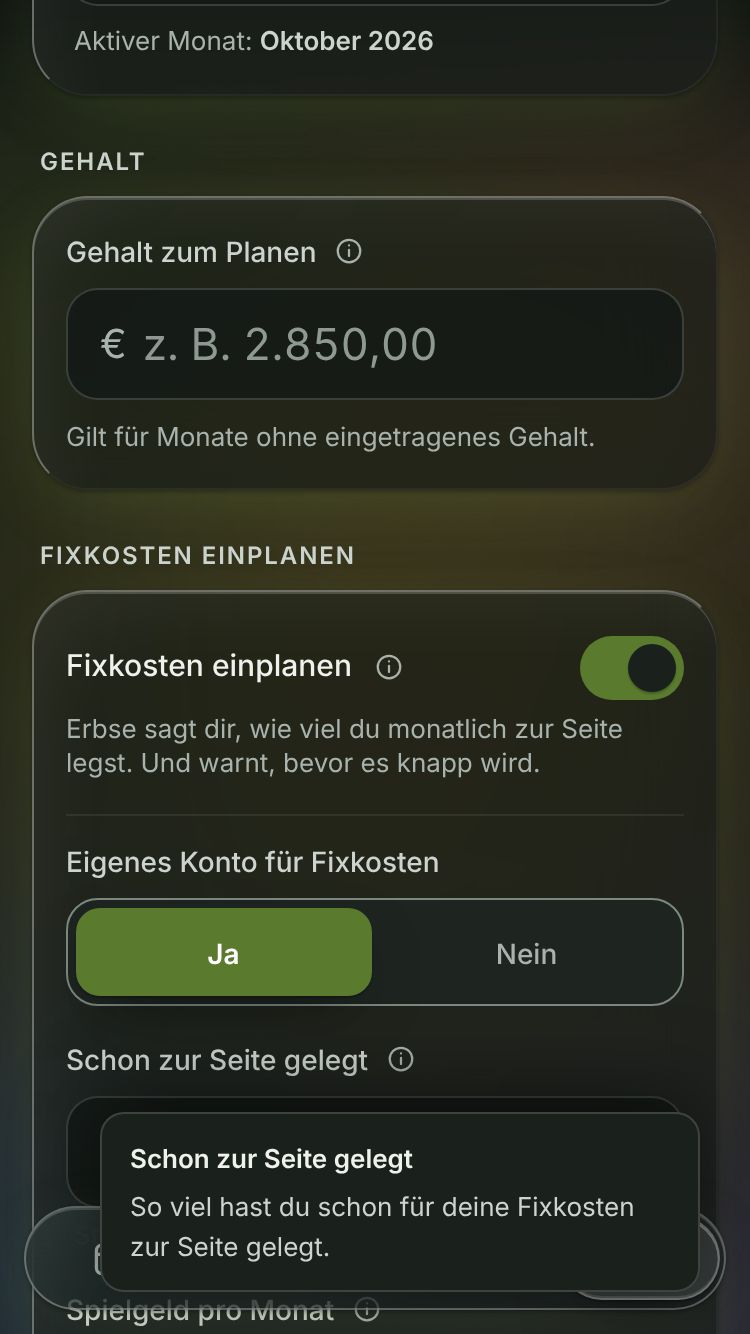 Aktiver Monat: Oktober 2026
GEHALT
Gehalt zum Planen
€ z. B. 2.850,00
Gilt für Monate ohne eingetragenes Gehalt.
FIXKOSTEN EINPLANEN
Fixkosten einplanen
Erbse sagt dir, wie viel du monatlich zur Seite
legst. Und warnt, bevor es knapp wird.
Eigenes Konto für Fixkosten
Ja
Nein
Schon zur Seite gelegt
Schon zur Seite gelegt
So viel hast du schon für deine Fixkosten
zur Seite gelegt.
Spielgeld pro Monat